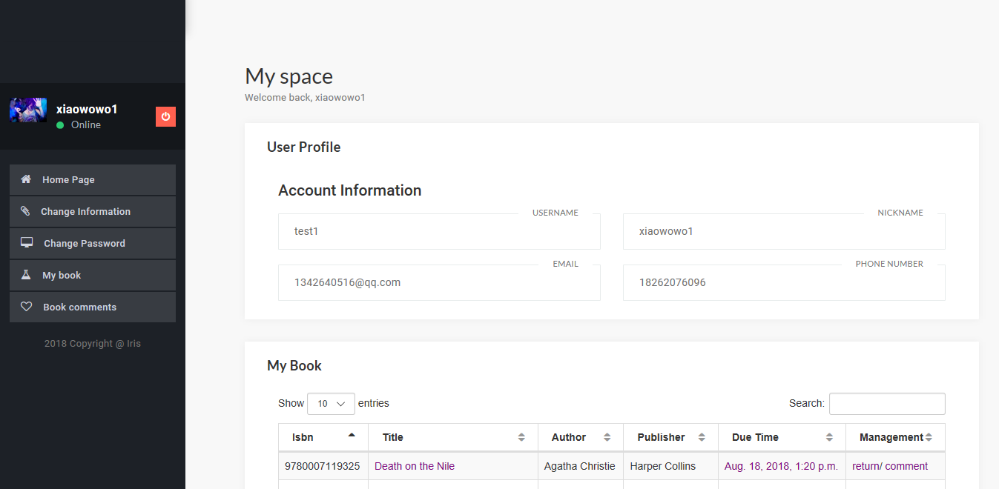 xiaowowo1
Online
Home Page
Change Information
Change Password
My book
Book comments
2018 Copyright @ Iris
My space
Welcome back, xiaowowo1
User Profile
Account Information
USERNAME
test1
NICKNAME
xiaowowo1
EMAIL
1342640516@qq.com
PHONE NUMBER
18262076096
My Book
Show 10 entries
Search:
Isbn Title Author Publisher Due Time Management
9780007119325 Death on the Nile Agatha Christie Harper Collins Aug. 18, 2018, 1:20 p.m. return/ comment